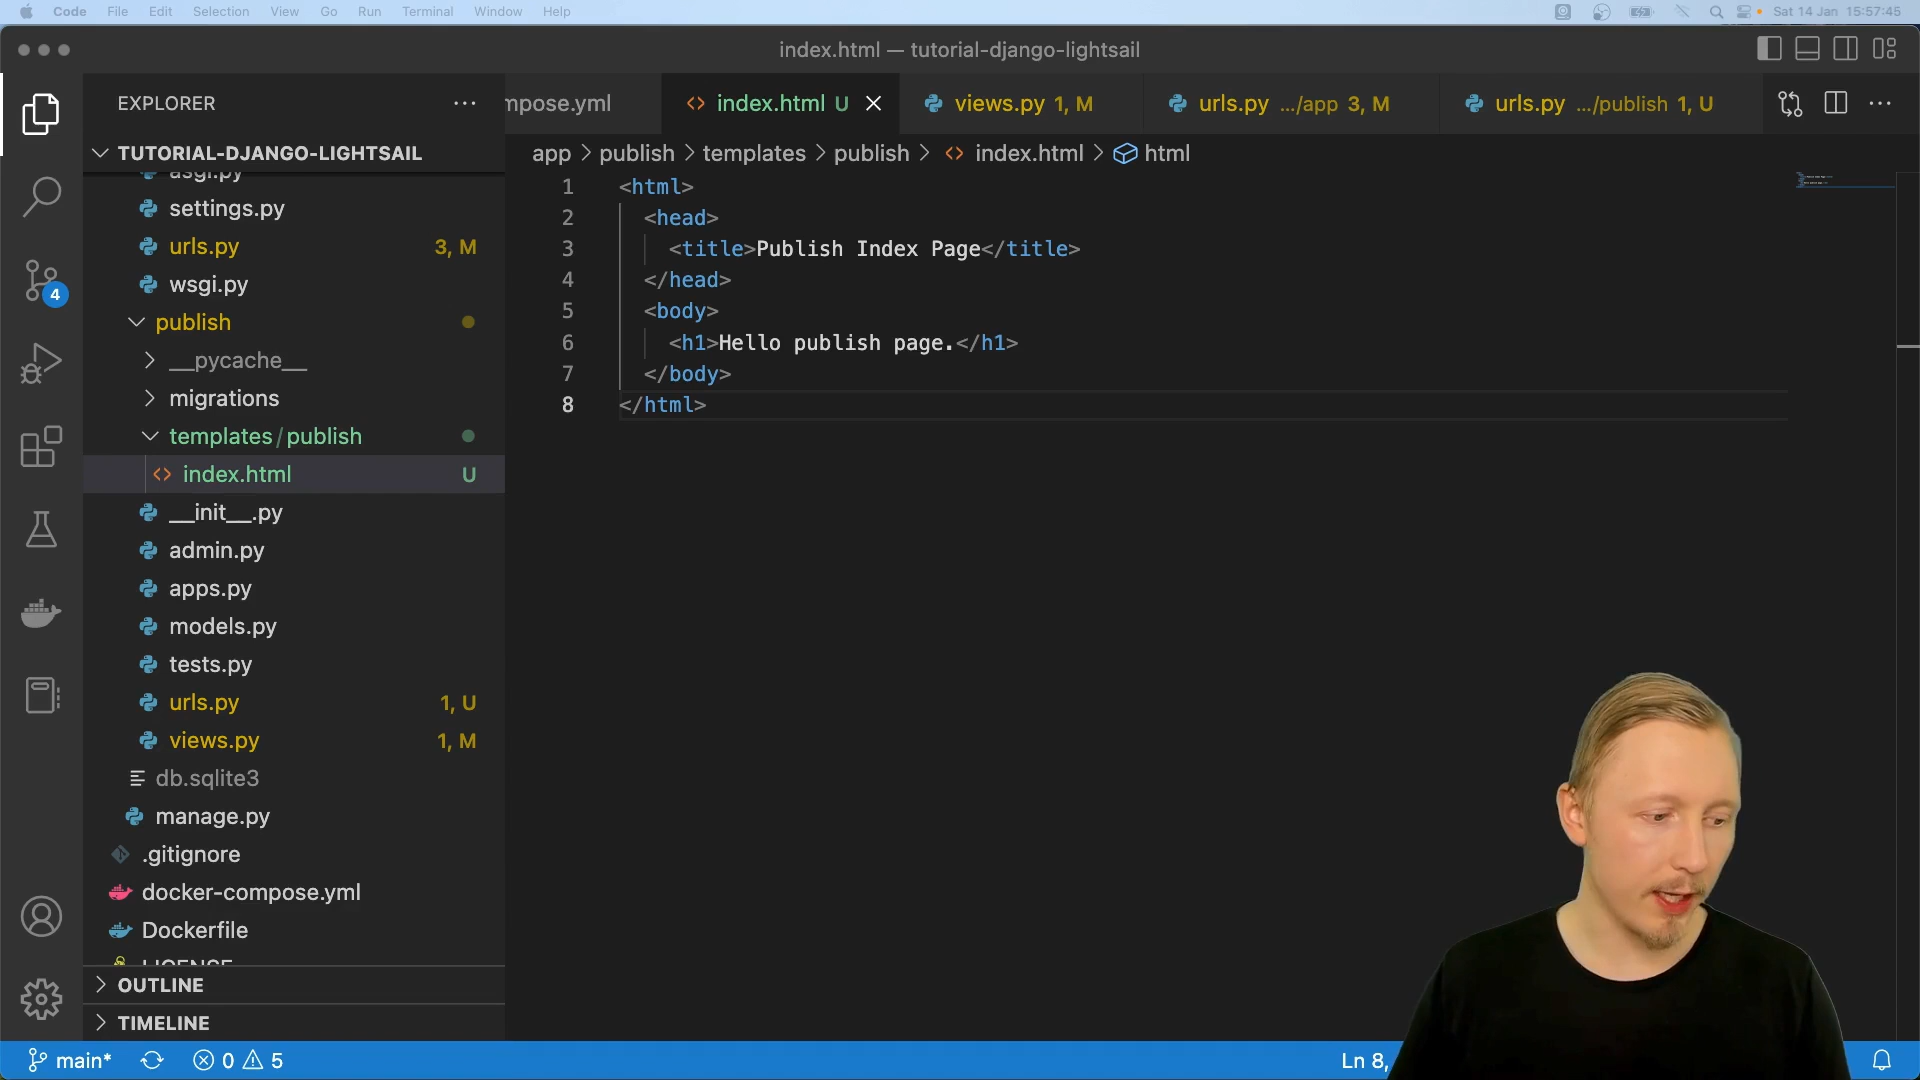 Code File Edit Selection View Go Run Terminal Window Help Sat 14 Jan 15:57:45
index.html — tutorial-django-lightsail
EXPLORER
mpose.yml index.html U views.py 1, M urls.py .../app 3, M urls.py .../publish 1, U
TUTORIAL-DJANGO-LIGHTSAIL
app > publish > templates > publish > index.html > html
asgi.py
settings.py
urls.py 3, M
wsgi.py
publish
__pycache__
migrations
templates/publish
index.html U
__init__.py
admin.py
apps.py
models.py
tests.py
urls.py 1, U
views.py 1, M
db.sqlite3
manage.py
.gitignore
docker-compose.yml
Dockerfile
LICENSE
OUTLINE
TIMELINE
1 <html>
2 <head>
3 <title>Publish Index Page</title>
4 </head>
5 <body>
6 <h1>Hello publish page.</h1>
7 </body>
8 </html>
4
main* 0 5 Ln 8,